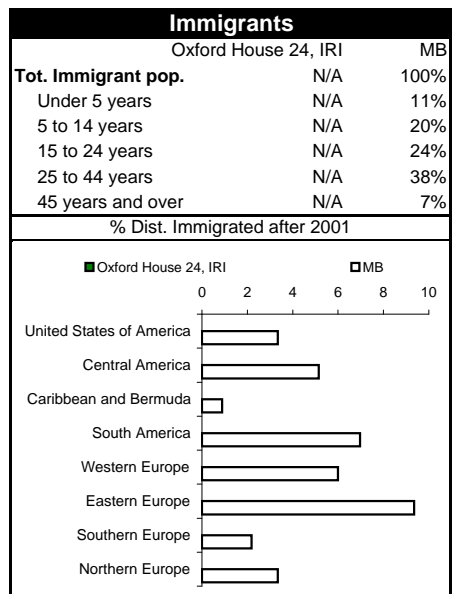 Immigrants
Oxford House 24, IRI MB
Tot. Immigrant pop. N/A 100%
Under 5 years N/A 11%
5 to 14 years N/A 20%
15 to 24 years N/A 24%
25 to 44 years N/A 38%
45 years and over N/A 7%
% Dist. Immigrated after 2001
Oxford House 24, IRI MB
0 2 4 6 8 10
United States of America
Central America
Caribbean and Bermuda
South America
Western Europe
Eastern Europe
Southern Europe
Northern Europe